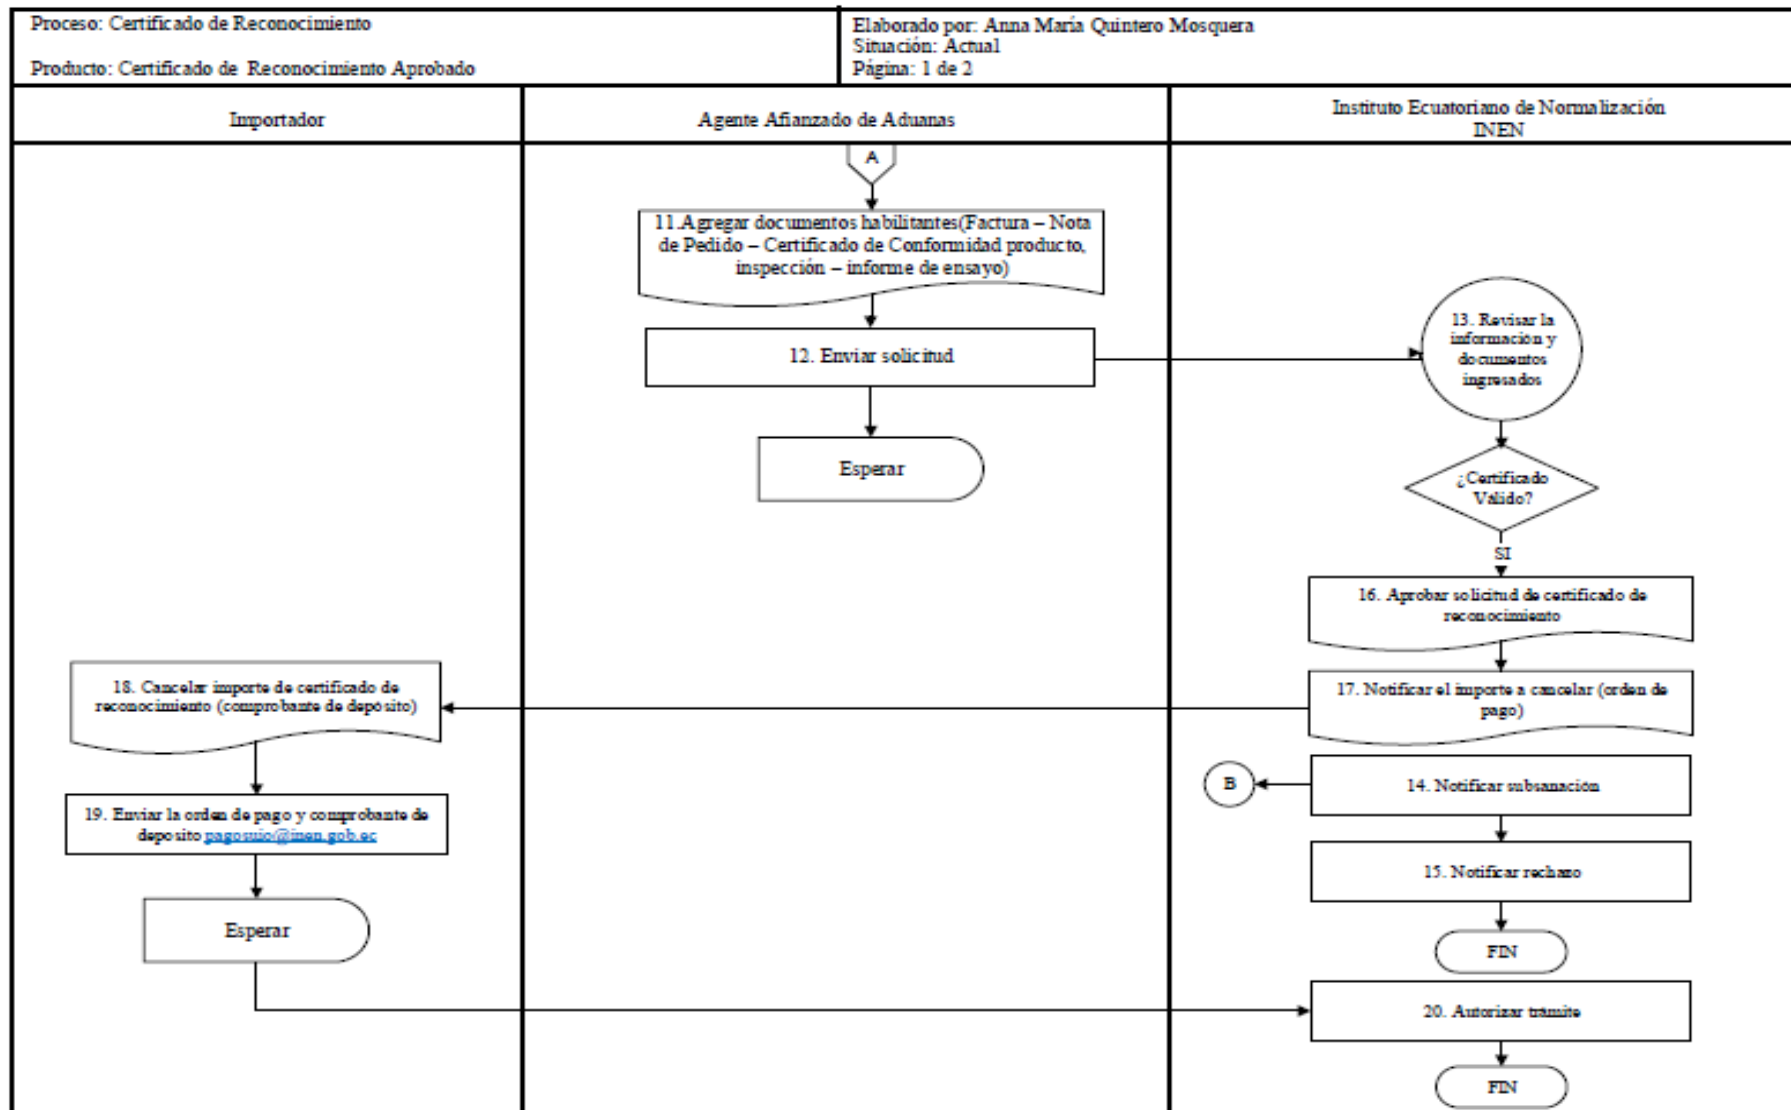 Proceso: Certificado de Reconocimiento
Producto: Certificado de Reconocimiento Aprobado
Elaborado por: Anna María Quintero Mosquera
Situación: Actual
Página: 1 de 2
Importador
Agente Afianzado de Aduanas
Instituto Ecuatoriano de Normalización
INEN
A
11.Agregar documentos habilitantes(Factura – Nota
de Pedido – Certificado de Conformidad producto,
inspección – informe de ensayo)
12. Enviar solicitud
Esperar
13. Revisar la
información y
documentos
ingresados
¿Certificado
Valido?
SI
16. Aprobar solicitud de certificado de
reconocimiento
17. Notificar el importe a cancelar (orden de
pago)
18. Cancelar importe de certificado de
reconocimiento (comprobante de depósito)
19. Enviar la orden de pago y comprobante de
deposito pagosuio@inen.gob.ec
Esperar
B
14. Notificar subsanación
15. Notificar rechazo
FIN
20. Autorizar trámite
FIN